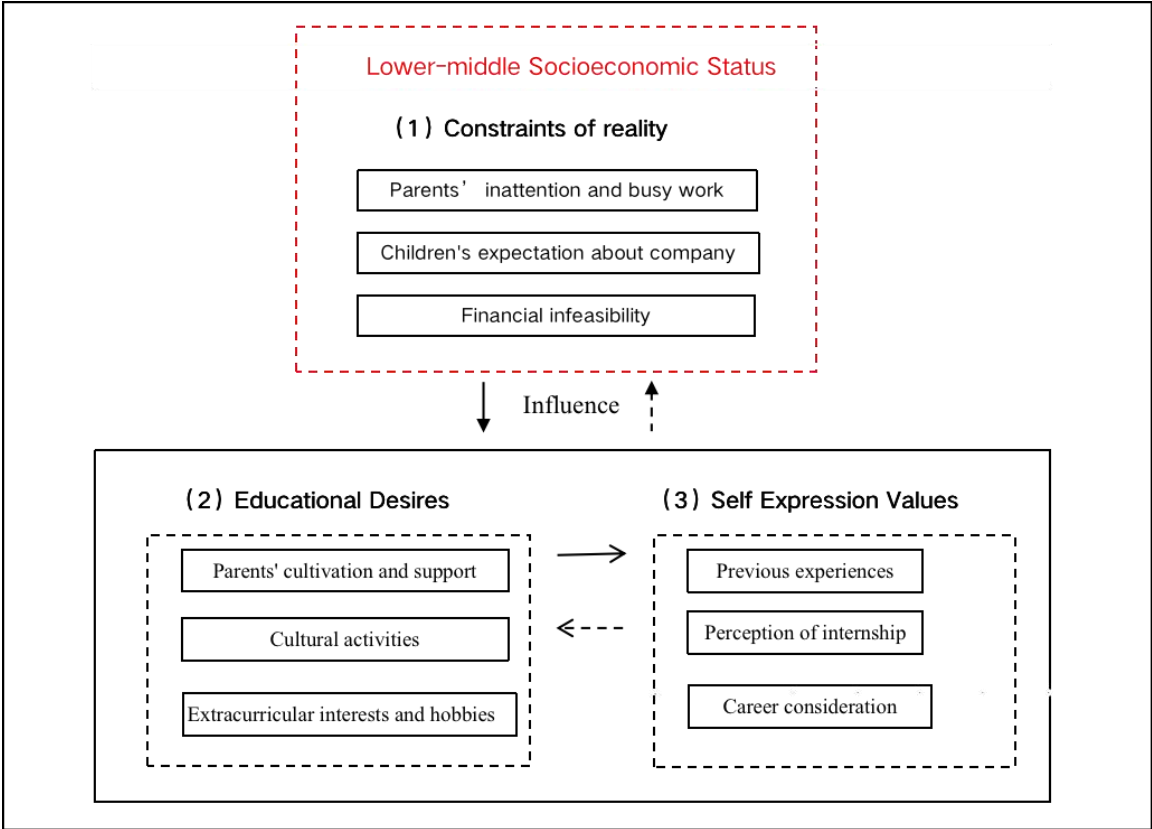 Lower-middle Socioeconomic Status
(1) Constraints of reality
Parents’ inattention and busy work
Children's expectation about company
Financial infeasibility
Influence
(2) Educational Desires
(3) Self Expression Values
Parents' cultivation and support
Previous experiences
Cultural activities
Perception of internship
Extracurricular interests and hobbies
Career consideration